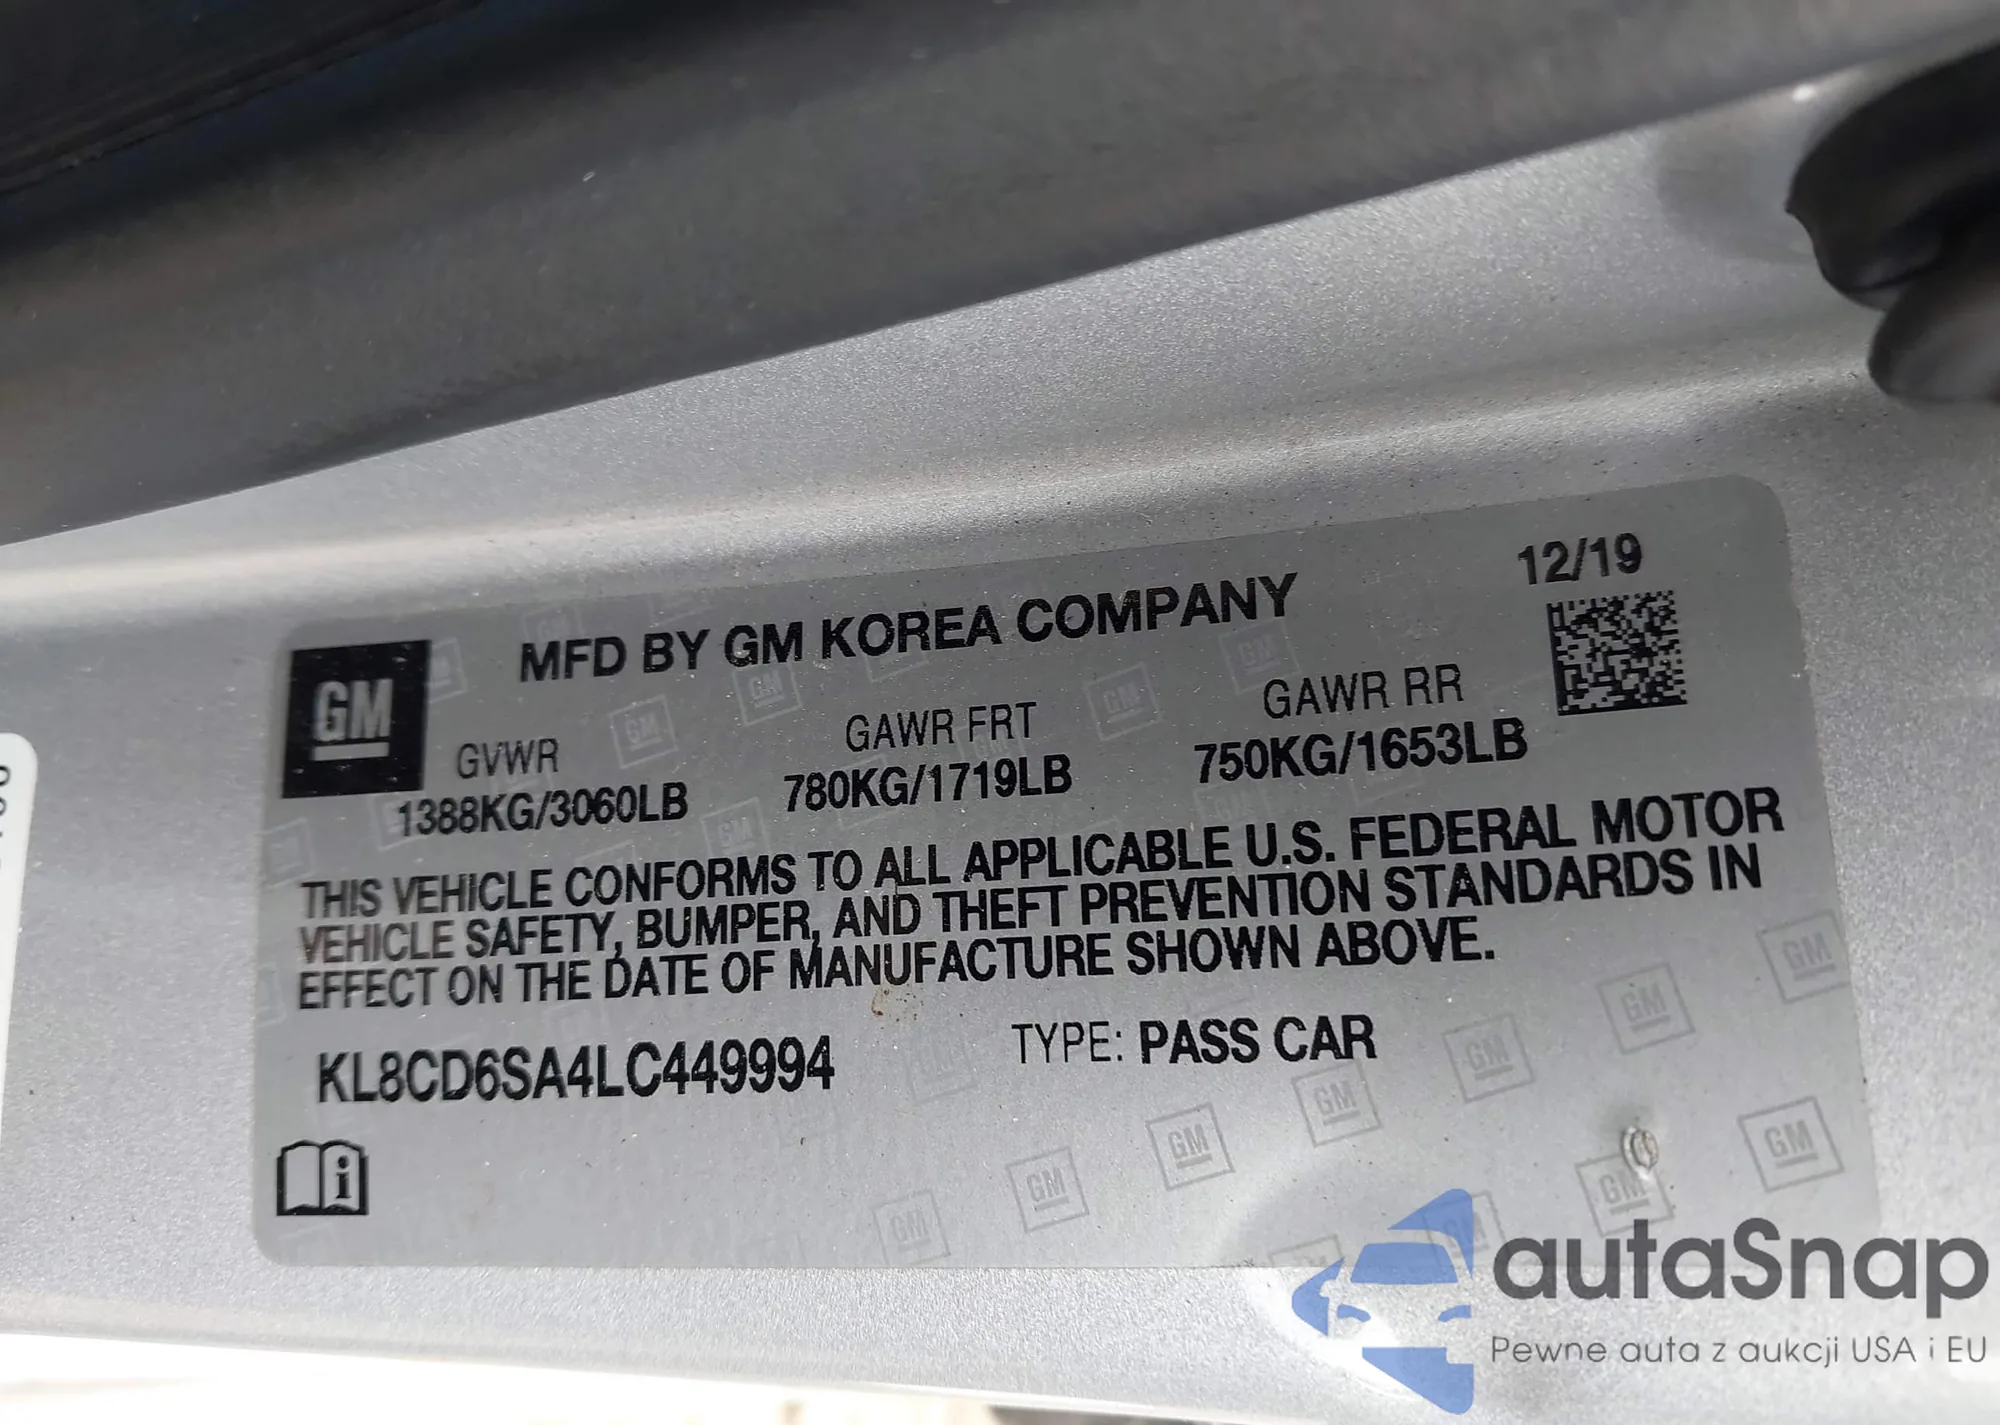 12/19
MFD BY GM KOREA COMPANY
GM
GVWR GAWR FRT GAWR RR
1388KG/3060LB 780KG/1719LB 750KG/1653LB
THIS VEHICLE CONFORMS TO ALL APPLICABLE U.S. FEDERAL MOTOR
VEHICLE SAFETY, BUMPER, AND THEFT PREVENTION STANDARDS IN
EFFECT ON THE DATE OF MANUFACTURE SHOWN ABOVE.
KL8CD6SA4LC449994 TYPE: PASS CAR
i
autaSnap
Pewne auta z aukcji USA i EU